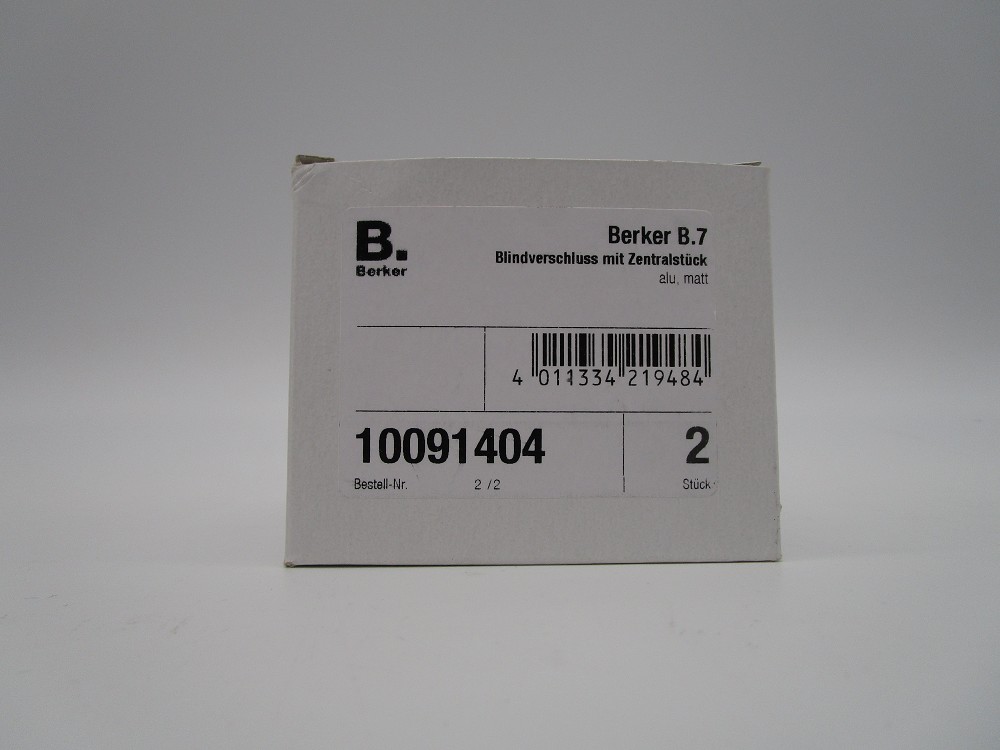 B.
Berker
Berker B.7
Blindverschluss mit Zentralstück
alu, matt
4 011334 219484
10091404
2
Bestell-Nr.
2 /2
Stück